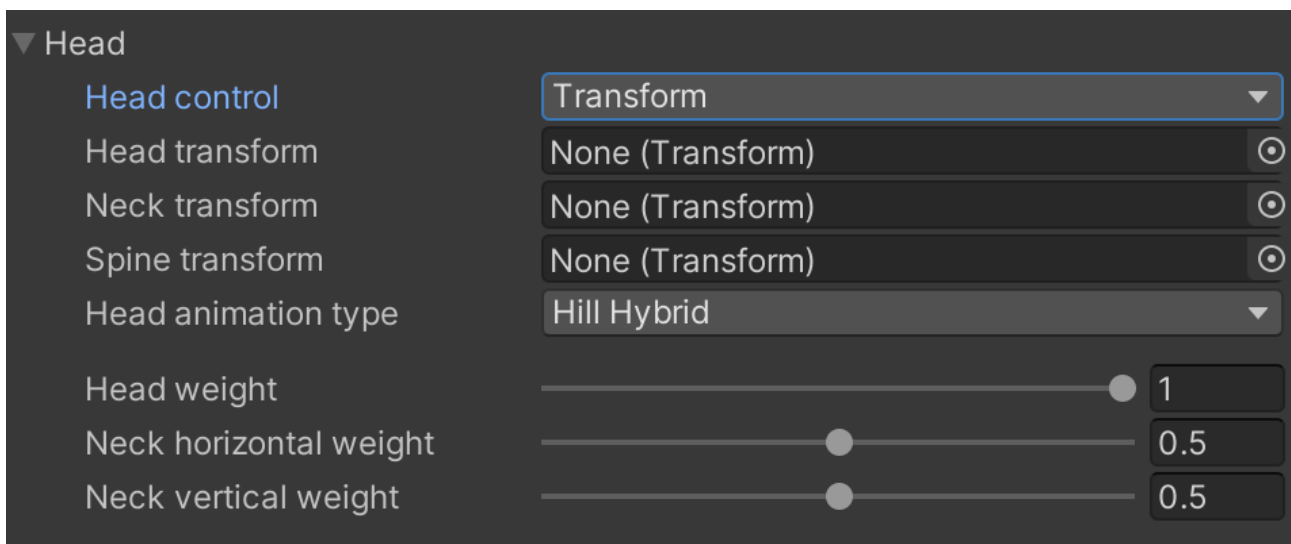 Head
Head control Transform
Head transform None (Transform)
Neck transform None (Transform)
Spine transform None (Transform)
Head animation type Hill Hybrid
Head weight 1
Neck horizontal weight 0.5
Neck vertical weight 0.5